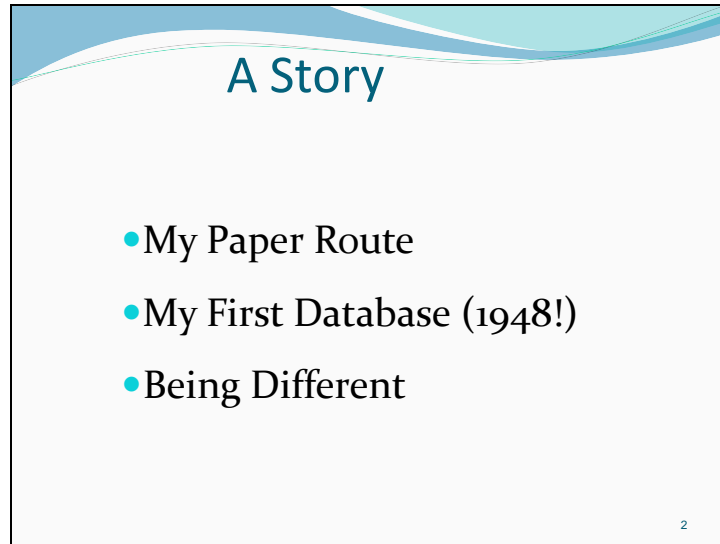 A Story
•My Paper Route
•My First Database (1948!)
•Being Different
2